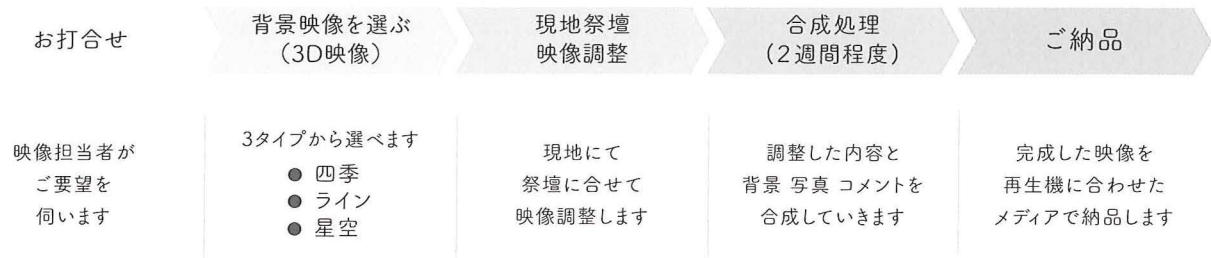 お打合せ
背景映像を選ぶ
(3D映像)
現地祭壇
映像調整
合成処理
(2週間程度)
ご納品
映像担当者が
ご要望を
伺います
3タイプから選べます
● 四季
● ライン
● 星空
現地にて
祭壇に合せて
映像調整します
調整した内容と
背景 写真 コメントを
合成していきます
完成した映像を
再生機に合わせた
メディアで納品します